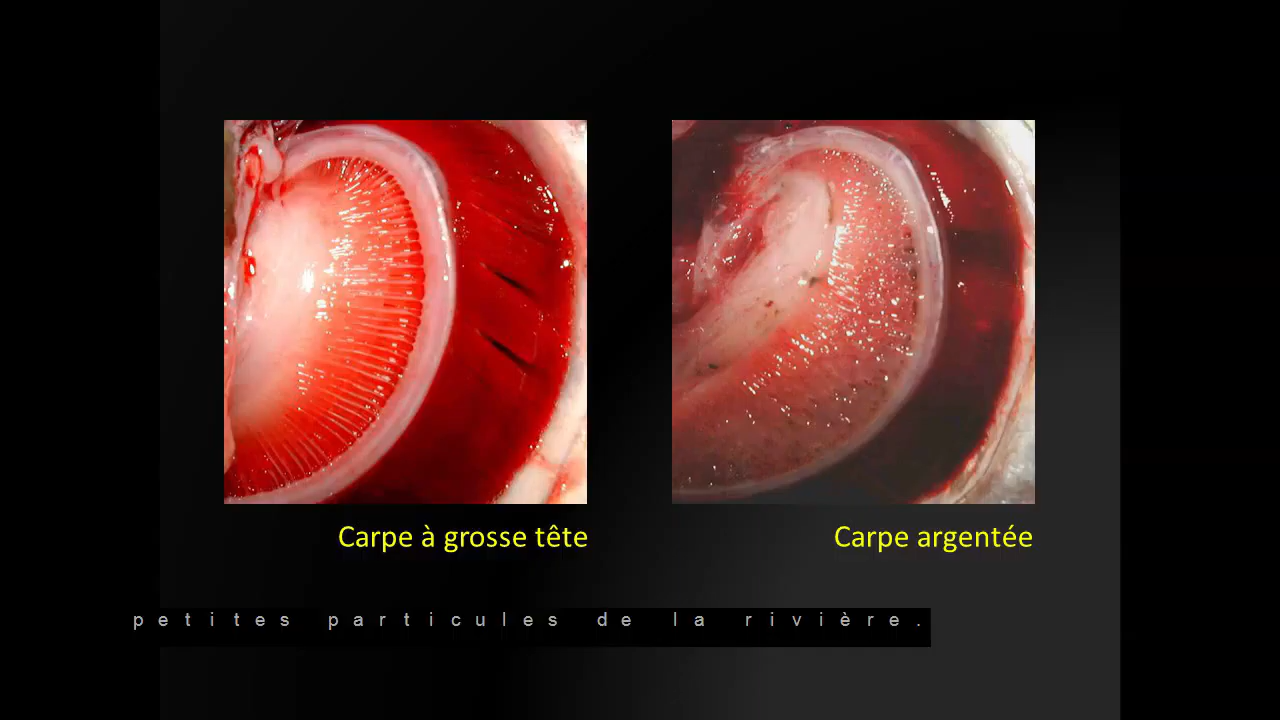 Carpe à grosse tête
Carpe argentée
petites particules de la rivière.